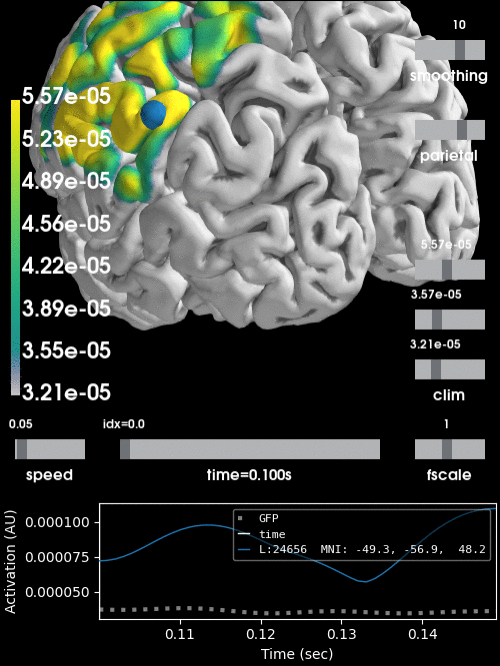 10
smoothing
5.57e-05
5.23e-05
4.89e-05
4.56e-05
4.22e-05
3.89e-05
3.55e-05
3.21e-05
parietal
5.57e-05
3.57e-05
3.21e-05
clim
0.05
idx=0.0
1
speed
time=0.100s
fscale
Activation (AU)
0.000100
0.000075
0.000050
GFP
time
L:24656 MNI: -49.3, -56.9, 48.2
0.11 0.12 0.13 0.14
Time (sec)